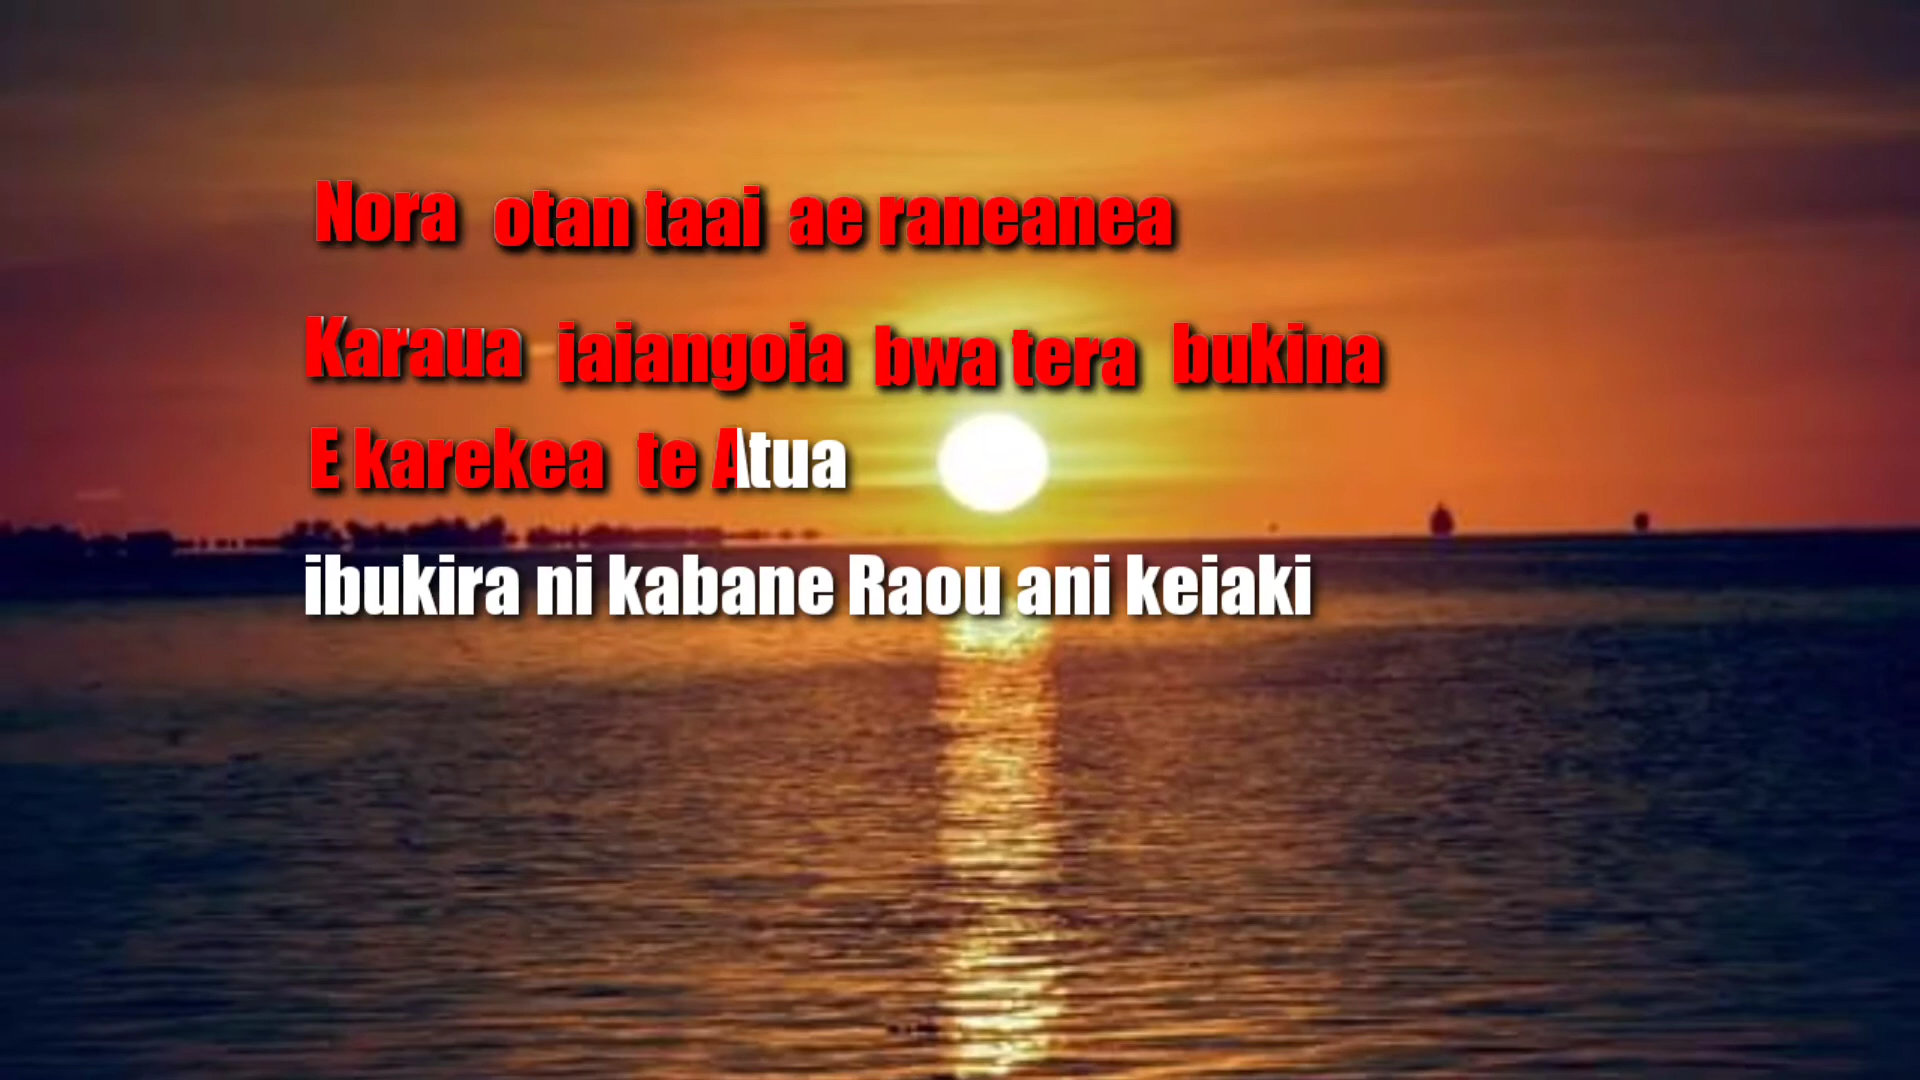 Nora otan taai ae raneanea
Karaua iaiangoia bwa tera bukina
E karekea te Atua
ibukira ni kabane Raou ani keiaki